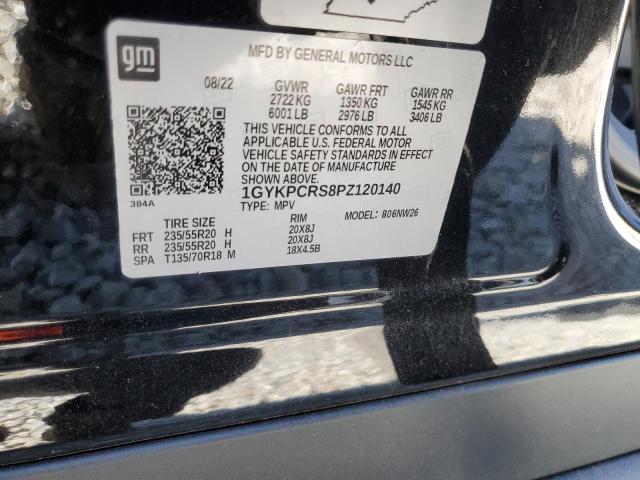 gm
MFD BY GENERAL MOTORS LLC
08/22 GVWR GAWR FRT GAWR RR
2722 KG 1350 KG 1545 KG
6001 LB 2976 LB 3406 LB
THIS VEHICLE CONFORMS TO ALL
APPLICABLE U.S. FEDERAL MOTOR
VEHICLE SAFETY STANDARDS IN EFFECT
ON THE DATE OF MANUFACTURE
SHOWN ABOVE.
1GYKPCRS8PZ120140
384A
TYPE: MPV MODEL: 806NW26
TIRE SIZE RIM
FRT 235/55R20 H 20X8J
RR 235/55R20 H 20X8J
SPA T135/70R18 M 18X4.5B